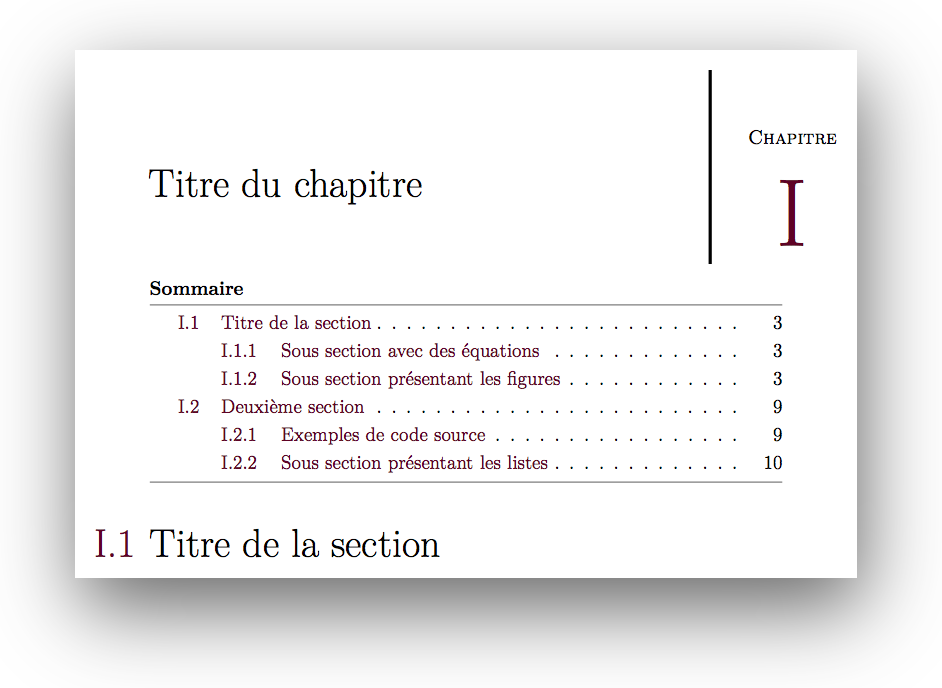 Chapitre
Titre du chapitre
I
Sommaire
I.1 Titre de la section . . . . . . . . . . . . . . . . . . . . . . . . . 3
I.1.1 Sous section avec des équations . . . . . . . . . . . . . 3
I.1.2 Sous section présentant les figures . . . . . . . . . . . . 3
I.2 Deuxième section . . . . . . . . . . . . . . . . . . . . . . . . . 9
I.2.1 Exemples de code source . . . . . . . . . . . . . . . . . 9
I.2.2 Sous section présentant les listes . . . . . . . . . . . . . 10
I.1 Titre de la section